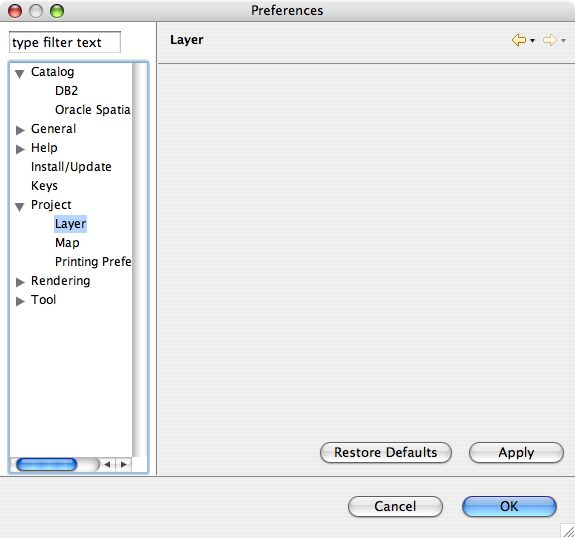 Preferences
type filter text
Layer
Catalog
DB2
Oracle Spatia
General
Help
Install/Update
Keys
Project
Layer
Map
Printing Prefe
Rendering
Tool
Restore Defaults
Apply
Cancel
OK